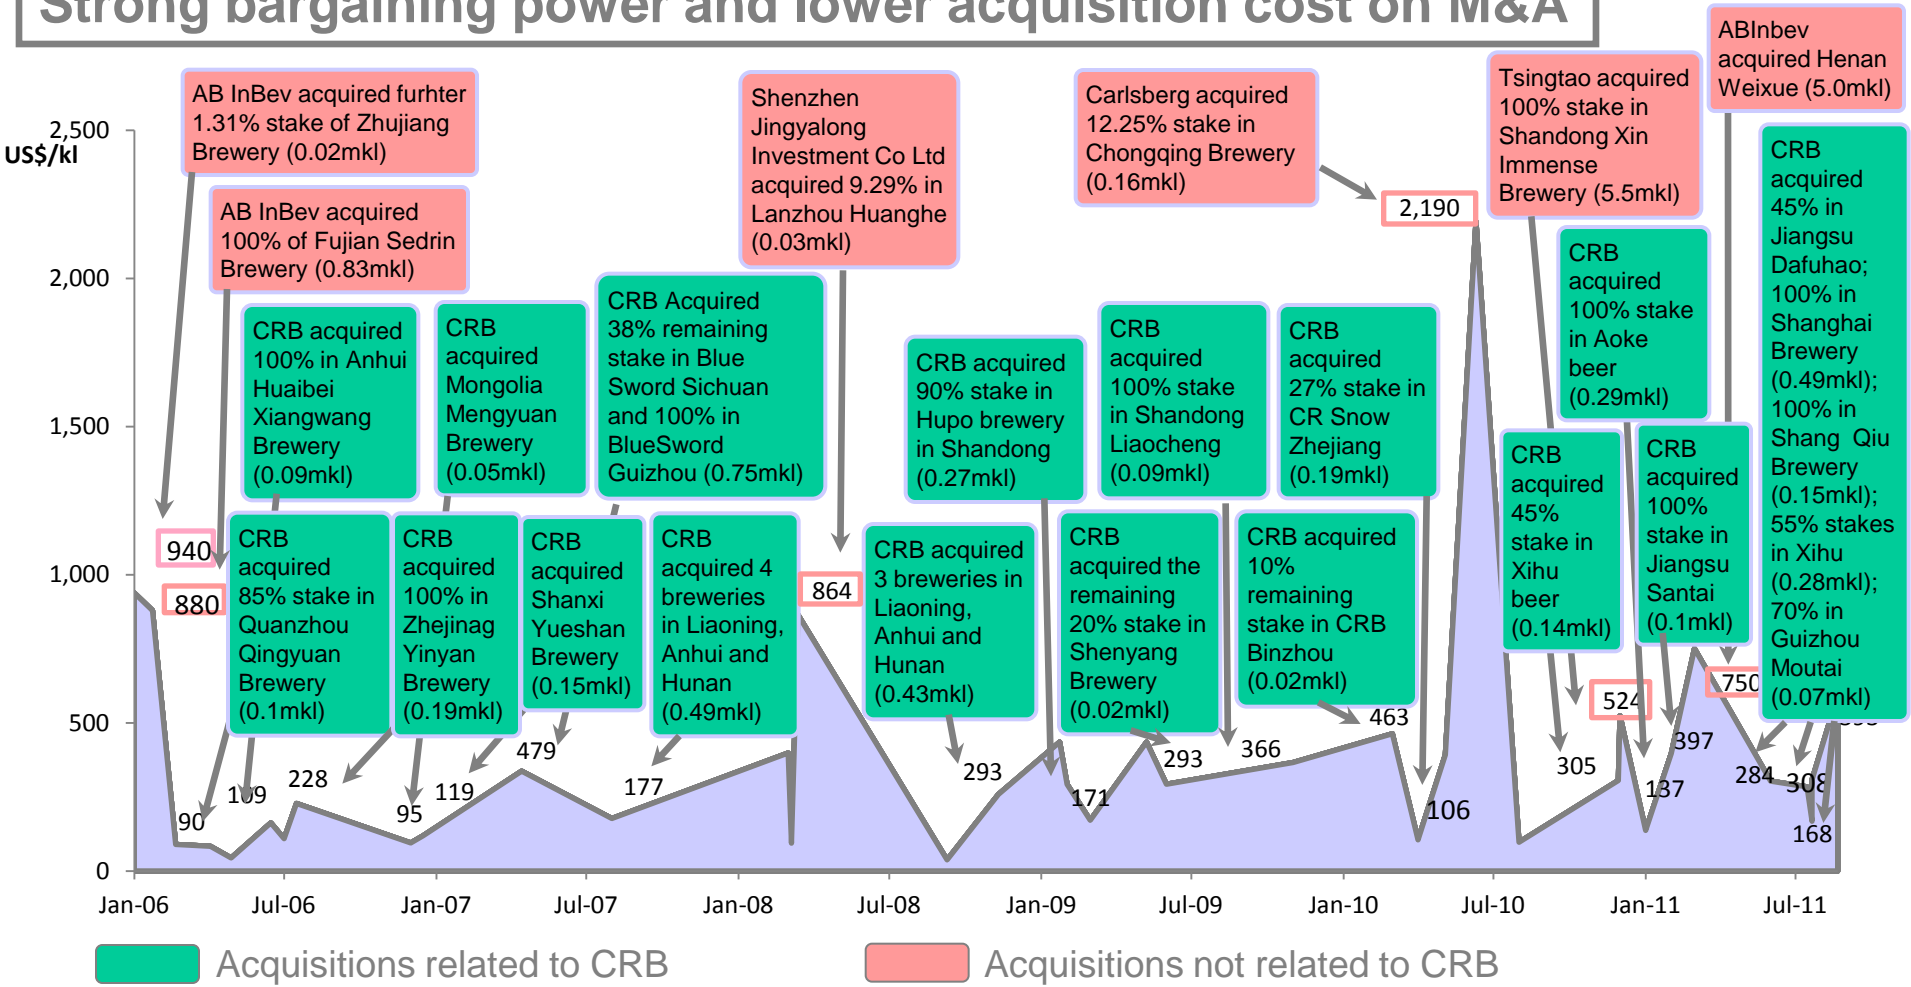 Strong bargaining power and lower acquisition cost on M&A
ABInbev
acquired Henan
Weixue (5.0mkl)
AB InBev acquired furhter
1.31% stake of Zhujiang
Brewery (0.02mkl)
Shenzhen
Jingyalong
Investment Co Ltd
acquired 9.29% in
Lanzhou Huanghe
(0.03mkl)
Carlsberg acquired
12.25% stake in
Chongqing Brewery
(0.16mkl)
Tsingtao acquired
100% stake in
Shandong Xin
Immense
Brewery (5.5mkl)
AB InBev acquired
100% of Fujian Sedrin
Brewery (0.83mkl)
CRB acquired
100% in Anhui
Huaibei
Xiangwang
Brewery
(0.09mkl)
CRB
acquired
Mongolia
Mengyuan
Brewery
(0.05mkl)
CRB Acquired
38% remaining
stake in Blue
Sword Sichuan
and 100% in
BlueSword
Guizhou (0.75mkl)
CRB acquired
90% stake in
Hupo brewery
in Shandong
(0.27mkl)
CRB
acquired
100% stake
in Shandong
Liaocheng
(0.09mkl)
CRB
acquired
27% stake in
CR Snow
Zhejiang
(0.19mkl)
CRB
acquired
100% stake
in Aoke
beer
(0.29mkl)
CRB
acquired
45% in
Jiangsu
Dafuhao;
100% in
Shanghai
Brewery
(0.49mkl);
100% in
Shang Qiu
Brewery
(0.15mkl);
55% stakes
in Xihu
(0.28mkl);
70% in
Guizhou
Moutai
(0.07mkl)
CRB
acquired
85% stake in
Quanzhou
Qingyuan
Brewery
(0.1mkl)
CRB
acquired
100% in
Zhejinag
Yinyan
Brewery
(0.19mkl)
CRB
acquired
Shanxi
Yueshan
Brewery
(0.15mkl)
CRB
acquired 4
breweries
in Liaoning,
Anhui and
Hunan
(0.49mkl)
CRB acquired
3 breweries in
Liaoning,
Anhui and
Hunan
(0.43mkl)
CRB
acquired the
remaining
20% stake in
Shenyang
Brewery
(0.02mkl)
CRB acquired
10%
remaining
stake in CRB
Binzhou
(0.02mkl)
CRB
acquired
45%
stake in
Xihu
beer
(0.14mkl)
CRB
acquired
100%
stake in
Jiangsu
Santai
(0.1mkl)
US$/kl
2,500
2,000
1,500
1,000
500
0
940
880
90
109
228
95
119
479
177
864
293
171
293
366
463
106
2,190
305
524
137
397
750
284
308
168
Jan-06
Jul-06
Jan-07
Jul-07
Jan-08
Jul-08
Jan-09
Jul-09
Jan-10
Jul-10
Jan-11
Jul-11
Acquisitions related to CRB
Acquisitions not related to CRB